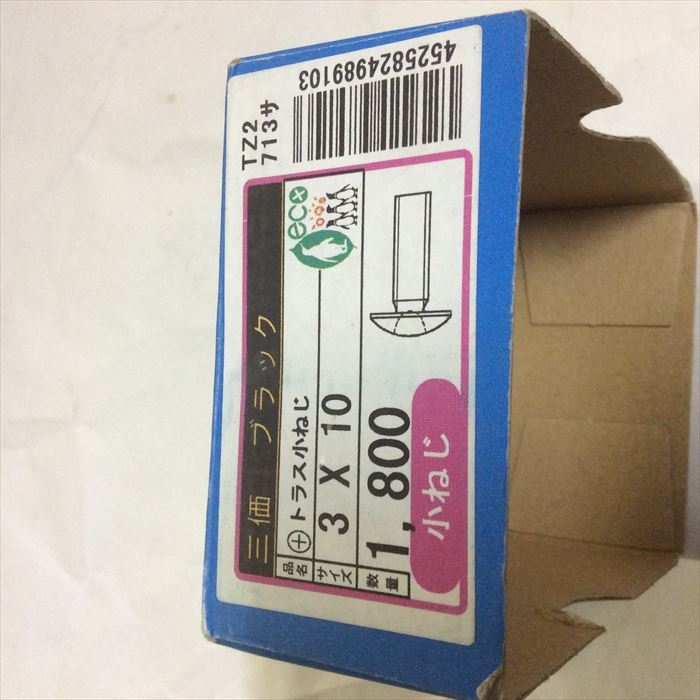 三価 ブラック
品名 ⊕トラス小ねじ
サイズ 3 X 10
数量 1,800
小ねじ
eco
TZ2
713サ
4525824989103